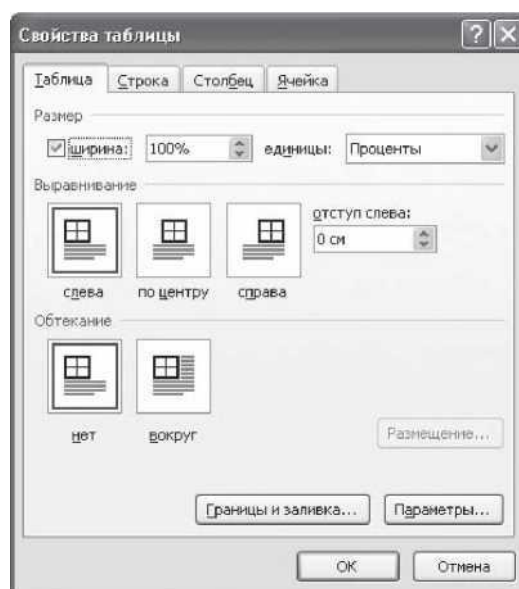 Свойства таблицы
Таблица Строка Столбец Ячейка
Размер
ширина: 100% единицы: Проценты
Выравнивание
отступ слева:
0 см
слева по центру справа
Обтекание
нет вокруг
Размещение...
Границы и заливка... Параметры...
ОК Отмена